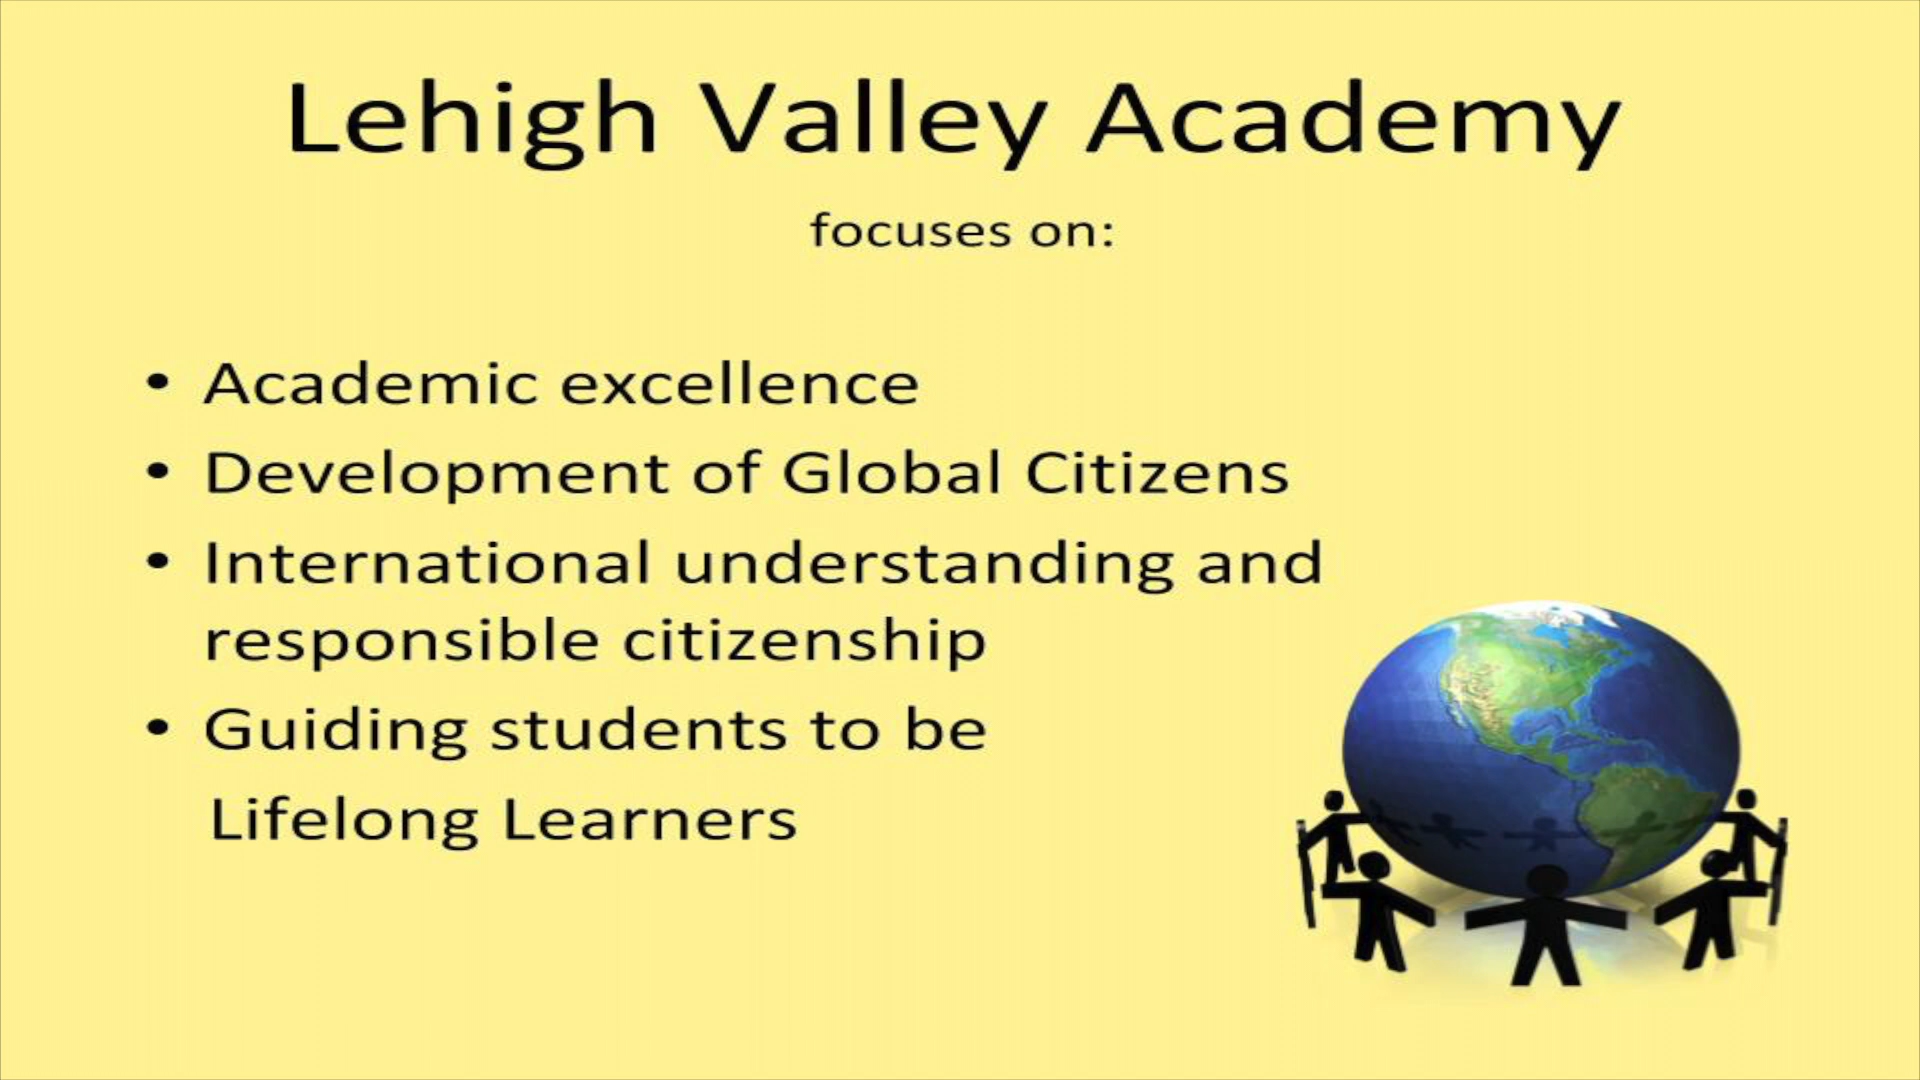 Lehigh Valley Academy
focuses on:
• Academic excellence
• Development of Global Citizens
• International understanding and
responsible citizenship
• Guiding students to be
Lifelong Learners